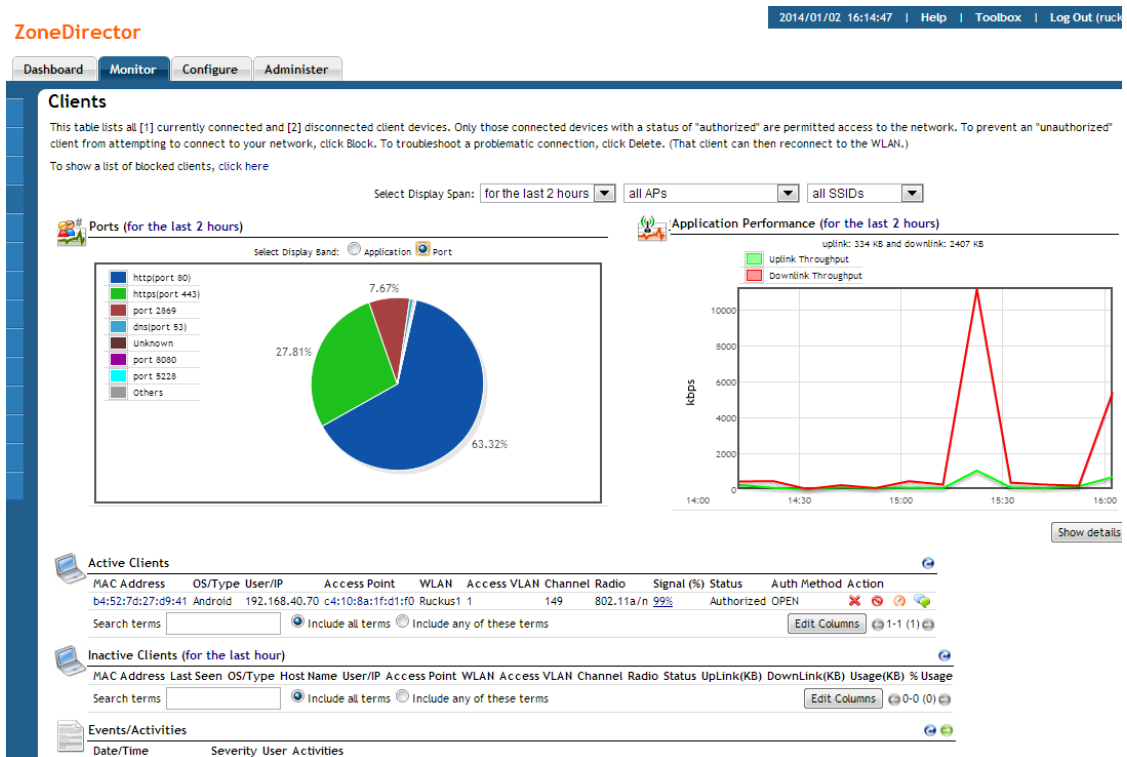 2014/01/02 16:14:47 | Help | Toolbox | Log Out (ruck
ZoneDirector
Dashboard Monitor Configure Administer
Clients
This table lists all [1] currently connected and [2] disconnected client devices. Only those connected devices with a status of "authorized" are permitted access to the network. To prevent an "unauthorized"
client from attempting to connect to your network, click Block. To troubleshoot a problematic connection, click Delete. (That client can then reconnect to the WLAN.)
To show a list of blocked clients, click here
Select Display Span: for the last 2 hours all APs all SSIDs
Ports (for the last 2 hours)
Select Display Band: Application Port
http(port 80)
https(port 443)
port 2869
dns(port 53)
Unknown
port 8080
port 5228
Others
7.67%
27.81%
63.32%
Application Performance (for the last 2 hours)
uplink: 334 KB and downlink: 2407 KB
Uplink Throughput
Downlink Throughput
kbps
10000
8000
6000
4000
2000
0
14:00 14:30 15:00 15:30 16:00
Show details
Active Clients
MAC Address OS/Type User/IP Access Point WLAN Access VLAN Channel Radio Signal (%) Status Auth Method Action
b4:52:7d:27:d9:41 Android 192.168.40.70 c4:10:8a:1f:d1:f0 Ruckus1 1 149 802.11a/n 99% Authorized OPEN
Search terms Include all terms Include any of these terms Edit Columns 1-1 (1)
Inactive Clients (for the last hour)
MAC Address Last Seen OS/Type Host Name User/IP Access Point WLAN Access VLAN Channel Radio Status UpLink(KB) DownLink(KB) Usage(KB) % Usage
Search terms Include all terms Include any of these terms Edit Columns 0-0 (0)
Events/Activities
Date/Time Severity User Activities